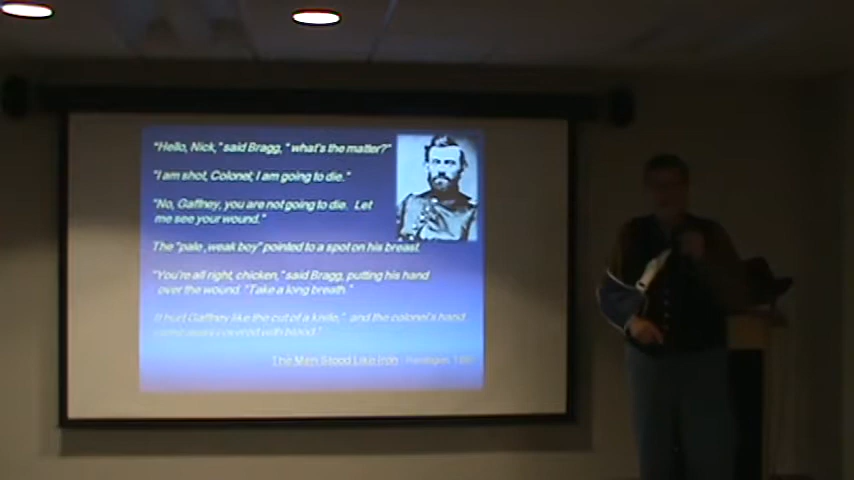 "Hello, Nick," said Bragg, "what's the matter?"
"I am shot, Colonel; I am going to die."
"No, Gaffney, you are not going to die. Let
me see your wound."
The "pale, weak boy" pointed to a spot on his breast.
"You're all right, chicken," said Bragg, putting his hand
over the wound. "Take a long breath."
It hurt Gaffney like the cut of a knife," and the colonel's hand
covered with blood."
The Men Stood Like Iron